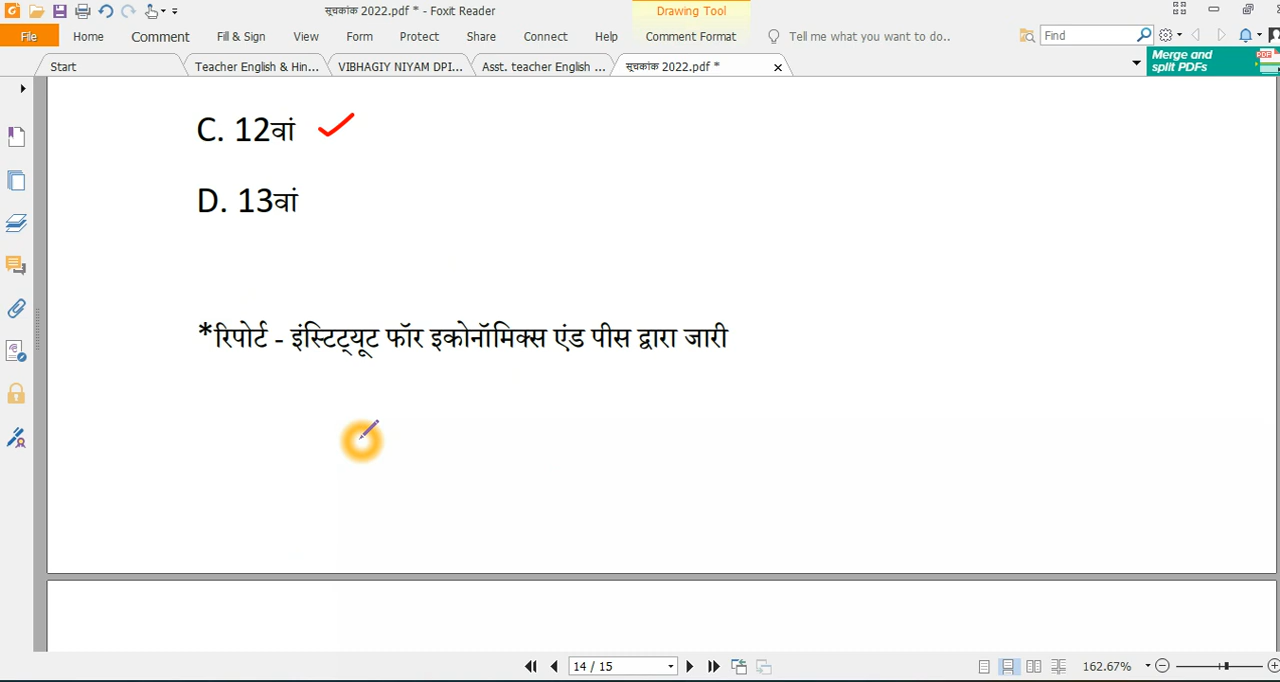 सूचकांक 2022.pdf * - Foxit Reader
Drawing Tool
File Home Comment Fill & Sign View Form Protect Share Connect Help Comment Format Tell me what you want to do.. Find
Start Teacher English & Hin... VIBHAGIY NIYAM DPI... Asst. teacher English ... सूचकांक 2022.pdf * Merge and split PDFs
C. 12वां
D. 13वां
*रिपोर्ट - इंस्टिट्यूट फॉर इकोनॉमिक्स एंड पीस द्वारा जारी
14 / 15 162.67%